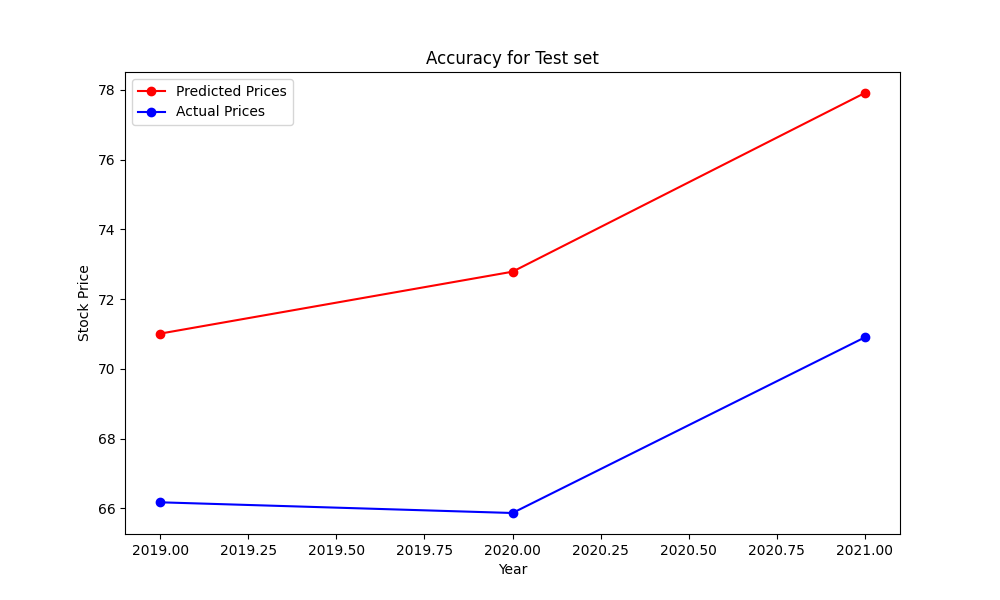 Accuracy for Test set
Predicted Prices
Actual Prices
Stock Price
78
76
74
72
70
68
66
2019.00 2019.25 2019.50 2019.75 2020.00 2020.25 2020.50 2020.75 2021.00
Year